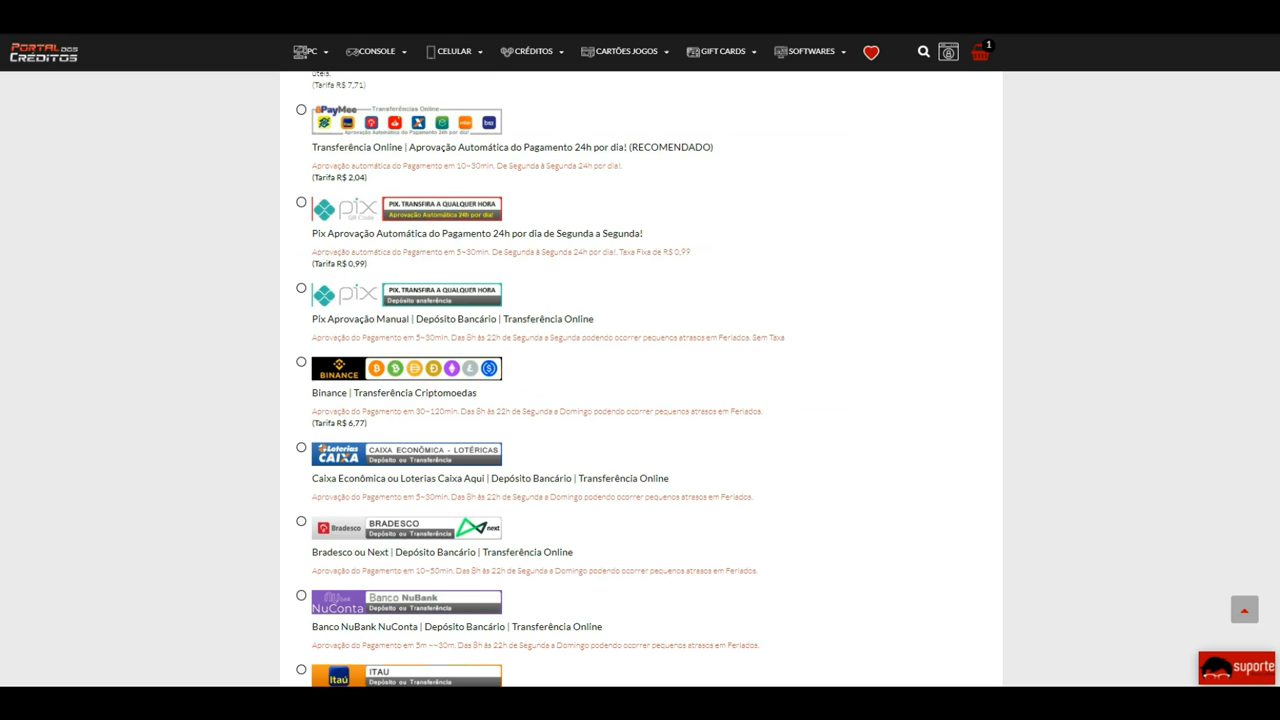 PORTAL DOS
CRÉDITOS
PC
CONSOLE
CELULAR
CRÉDITOS
CARTÕES JOGOS
GIFT CARDS
SOFTWARES
1
úteis.
(Tarifa R$ 7,71)
PayMee Transferências Online
inter
Aprovação Automática do Pagamento 24h por dia!
Transferência Online | Aprovação Automática do Pagamento 24h por dia! (RECOMENDADO)
Aprovação automática do Pagamento em 10~30min. De Segunda à Segunda 24h por dia!.
(Tarifa R$ 2,04)
pix PIX. TRANSFIRA A QUALQUER HORA
QR Code Aprovação Automática 24h por dia!
Pix Aprovação Automática do Pagamento 24h por dia de Segunda a Segunda!
Aprovação automática do Pagamento em 5~30min. De Segunda à Segunda 24h por dia!. Taxa Fixa de R$ 0,99
(Tarifa R$ 0,99)
pix PIX. TRANSFIRA A QUALQUER HORA
Depósito ansferência
Pix Aprovação Manual | Depósito Bancário | Transferência Online
Aprovação do Pagamento em 5~30min. Das 8h às 22h de Segunda a Segunda podendo ocorrer pequenos atrasos em Feriados. Sem Taxa
BINANCE
Binance | Transferência Criptomoedas
Aprovação do Pagamento em 30~120min. Das 8h às 22h de Segunda a Domingo podendo ocorrer pequenos atrasos em Feriados.
(Tarifa R$ 6,77)
Loterias CAIXA ECONÔMICA - LOTÉRICAS
CAIXA Depósito ou Transferência
Caixa Econômica ou Loterias Caixa Aqui | Depósito Bancário | Transferência Online
Aprovação do Pagamento em 5~30min. Das 8h às 22h de Segunda a Domingo podendo ocorrer pequenos atrasos em Feriados.
Bradesco BRADESCO next
Depósito ou Transferência
Bradesco ou Next | Depósito Bancário | Transferência Online
Aprovação do Pagamento em 10~50min. Das 8h às 22h de Segunda a Domingo podendo ocorrer pequenos atrasos em Feriados.
Banco NuBank
NuConta Depósito ou Transferência
Banco NuBank NuConta | Depósito Bancário | Transferência Online
Aprovação do Pagamento em 5m ~~30m. Das 8h às 22h de Segunda a Domingo podendo ocorrer pequenos atrasos em Feriados.
Itaú ITAU
Depósito ou Transferência
suporte